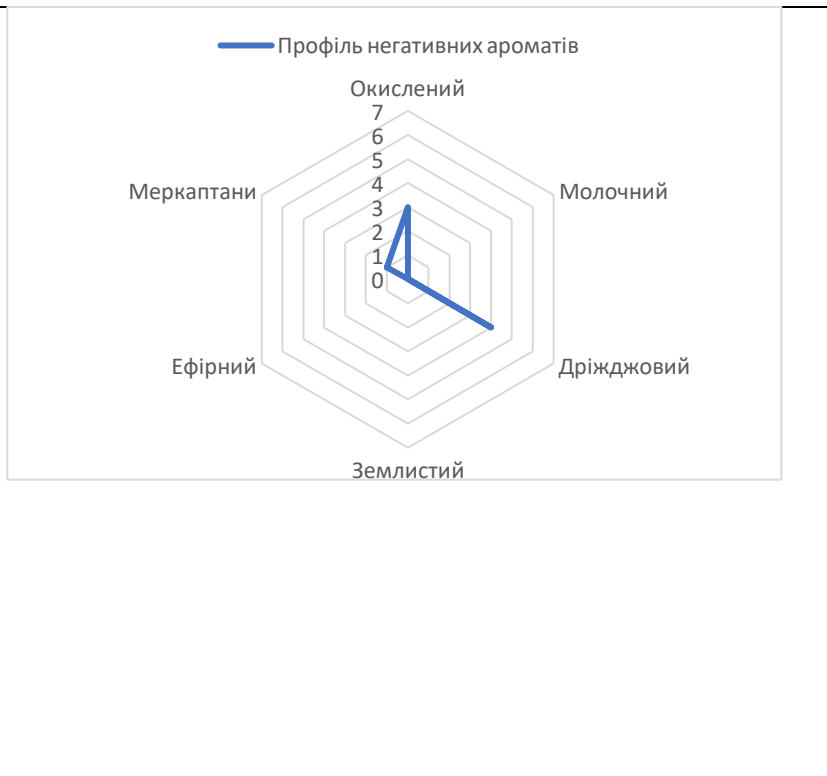 Профіль негативних ароматів
Окислений
7
6
5
4
3
2
1
0
Меркаптани
Молочний
Ефірний
Дріжджовий
Землистий